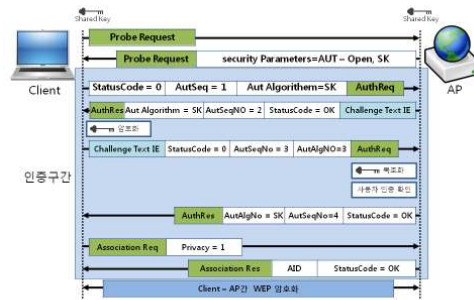 Shared Key Shared Key
Probe Request
Probe Request security Parameters=AUT – Open, SK
Client AP
StatusCode = 0 AutSeq = 1 Aut Algorithem=SK AuthReq
AuthRes Aut Algorithm = SK AutSeqNO = 2 StatusCode = OK Challenge Text IE
암호화
Challenge Text IE StatusCode = 0 AutSeqNo = 3 AutAlgNO=3 AuthReq
인증구간
복호화
사용자 인증 확인
AuthRes AutAlgNo = SK AutSeqNo=4 StatusCode = OK
Association Req Privacy = 1
Association Res AID StatusCode = OK
Client – AP간 WEP 암호화